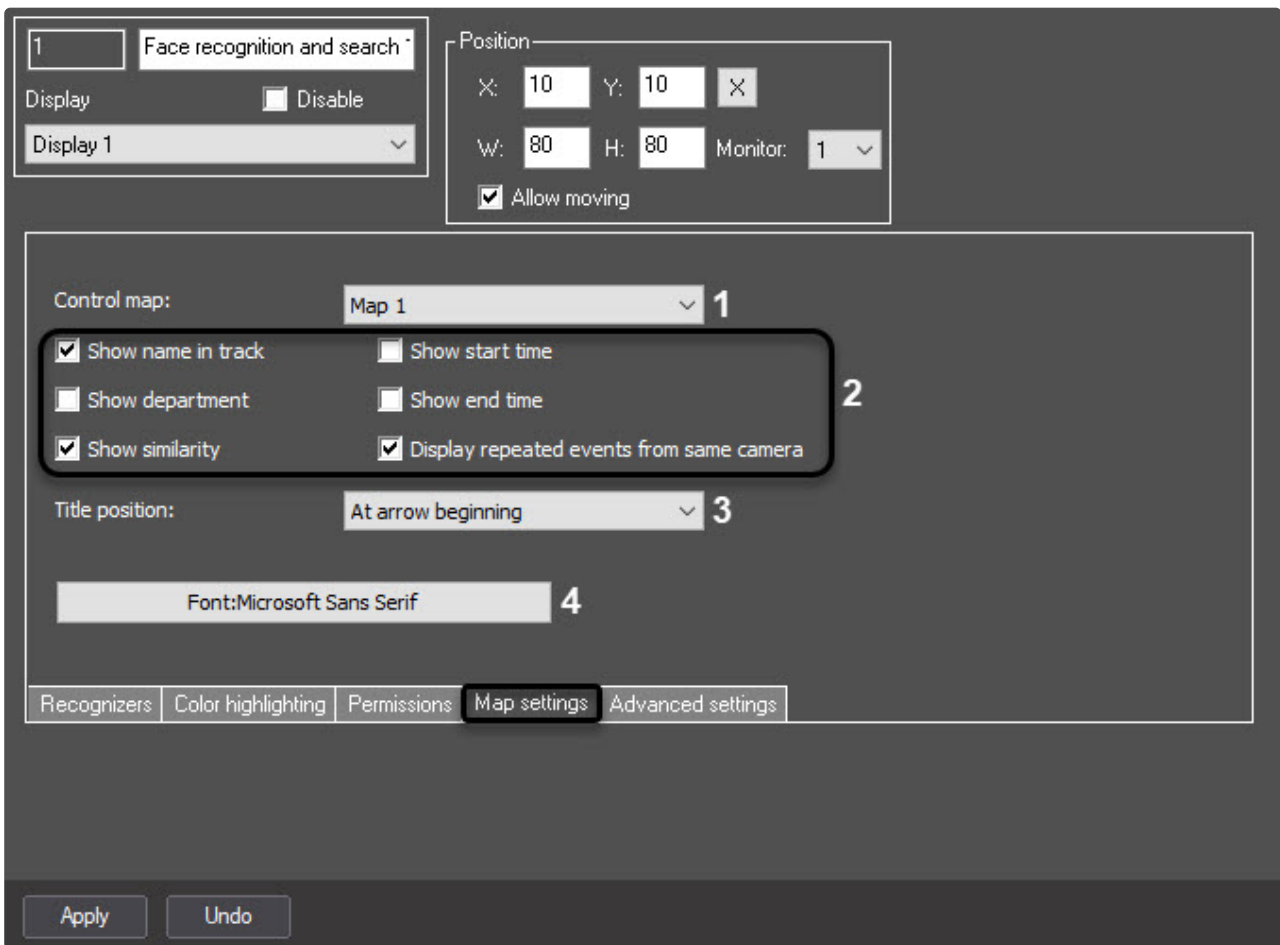 1 Face recognition and search
Display Disable
Display 1
Position
X: 10 Y: 10 X
W: 80 H: 80 Monitor: 1
Allow moving
Control map: Map 1 1
Show name in track Show start time
Show department Show end time 2
Show similarity Display repeated events from same camera
Title position: At arrow beginning 3
Font:Microsoft Sans Serif 4
Recognizers Color highlighting Permissions Map settings Advanced settings
Apply Undo